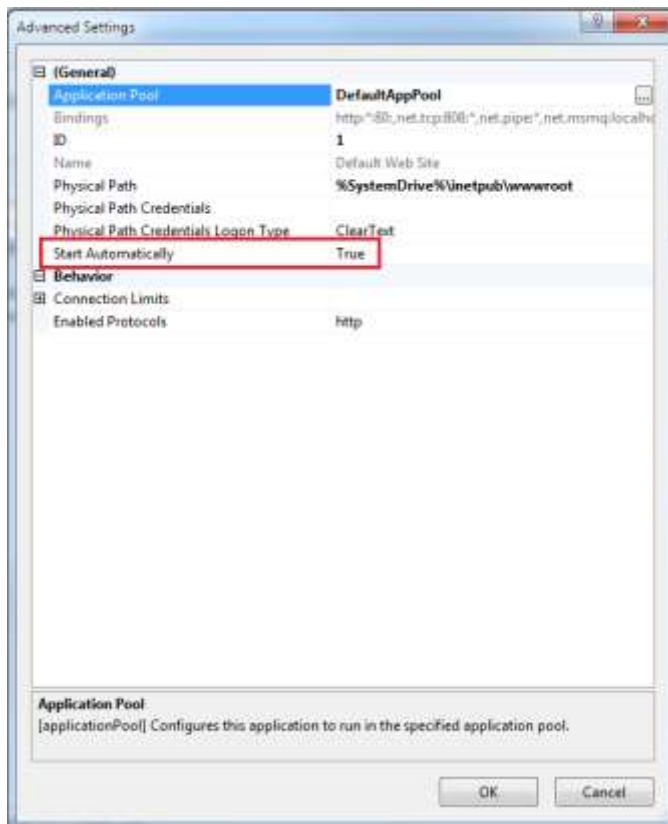 Advanced Settings
(General)
Application Pool DefaultAppPool ...
Bindings http:*:80:,net.tcp:808:*,net.pipe:*,net.msmq:localho
ID 1
Name Default Web Site
Physical Path %SystemDrive%\inetpub\wwwroot
Physical Path Credentials
Physical Path Credentials Logon Type ClearText
Start Automatically True
Behavior
Connection Limits
Enabled Protocols http
Application Pool
[applicationPool] Configures this application to run in the specified application pool.
OK Cancel